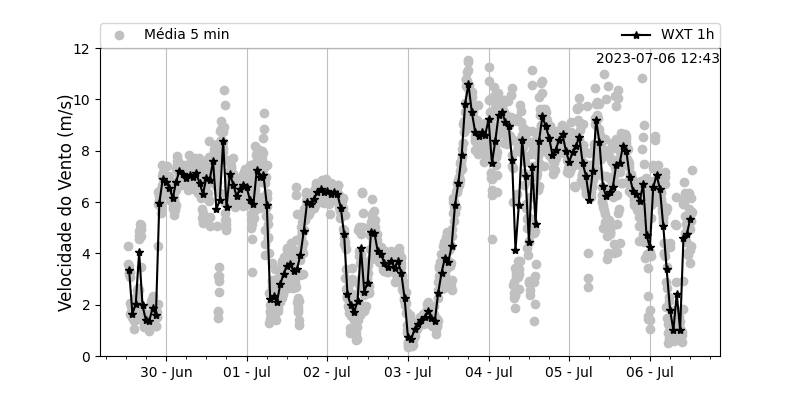 Média 5 min
WXT 1h
2023-07-06 12:43
Velocidade do Vento (m/s)
12
10
8
6
4
2
0
30 - Jun
01 - Jul
02 - Jul
03 - Jul
04 - Jul
05 - Jul
06 - Jul